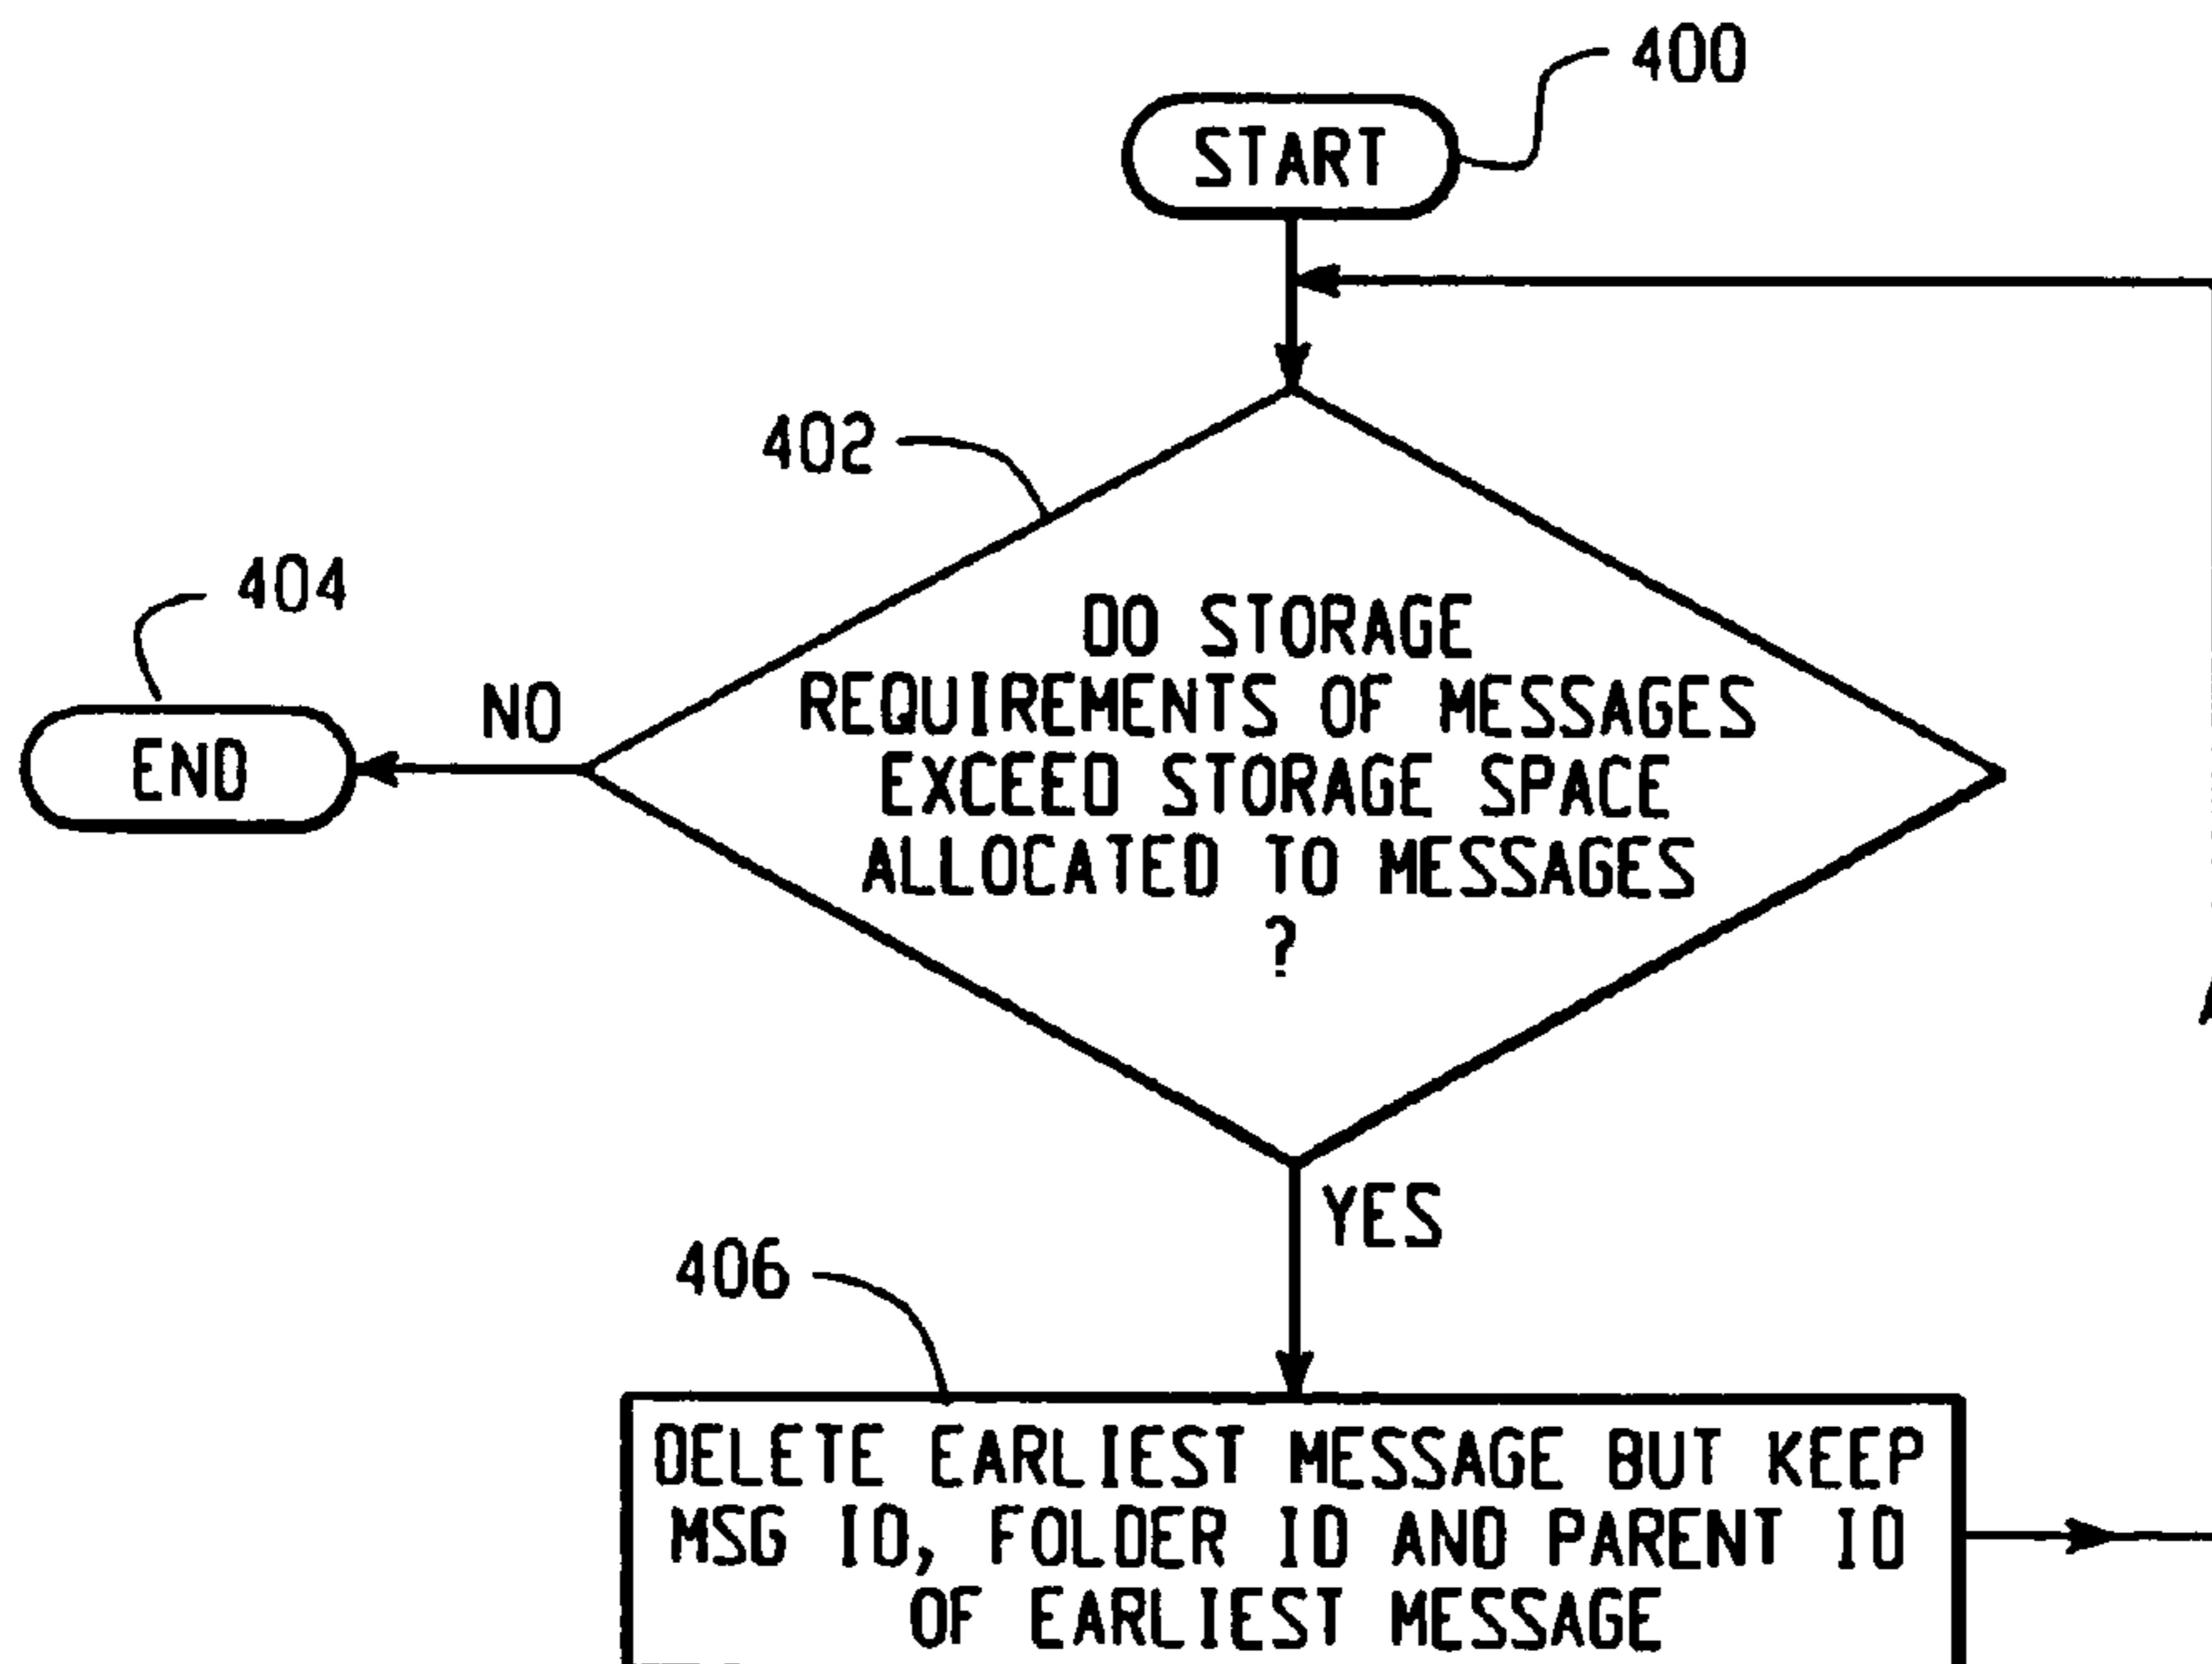 400
START
402
404
DO STORAGE
REQUIREMENTS OF MESSAGES
EXCEED STORAGE SPACE
ALLOCATED TO MESSAGES
?
NO
END
YES
406
DELETE EARLIEST MESSAGE BUT KEEP
MSG ID, FOLDER ID AND PARENT ID
OF EARLIEST MESSAGE